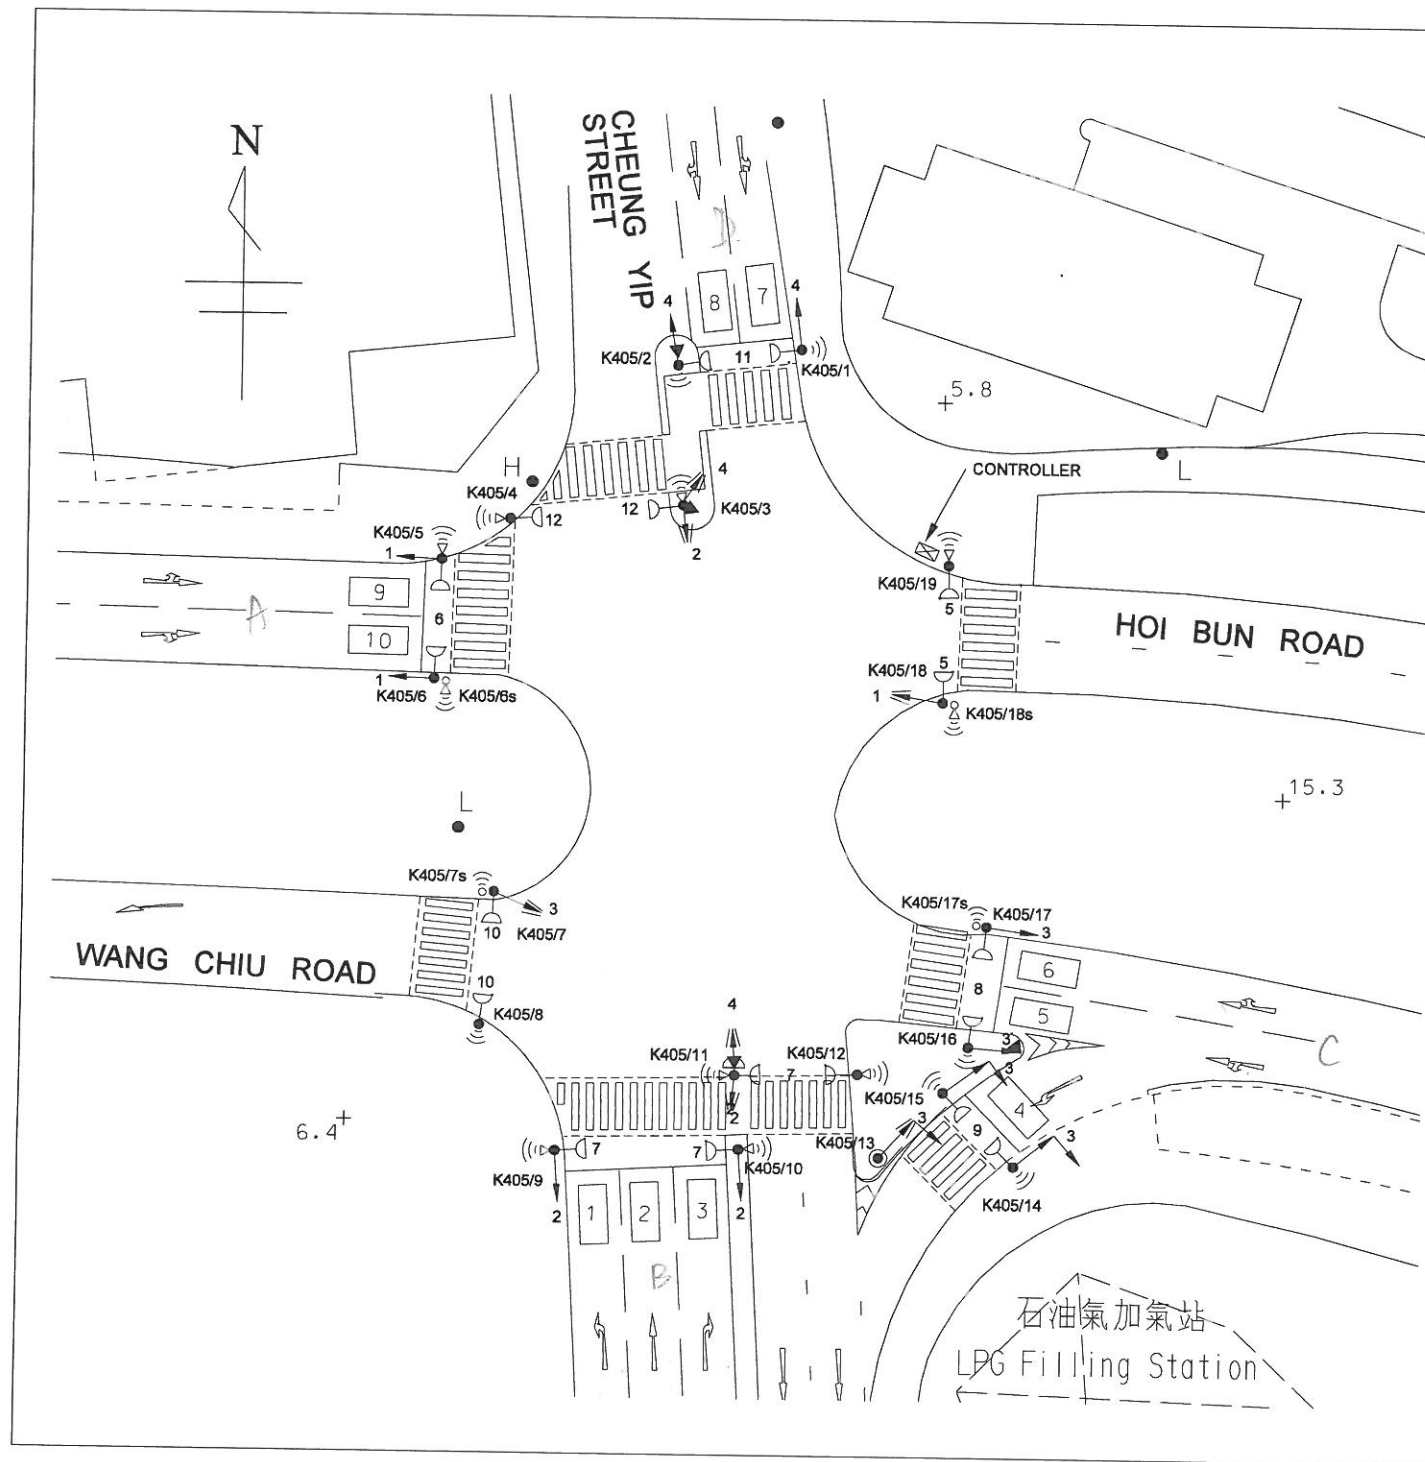 N
CHEUNG YIP
STREET
D
8
7
4
4
K405/2
11
K405/1
5.8
H
K405/4
12
12
4
K405/3
2
CONTROLLER
L
K405/5
1
K405/19
5
9
A
6
10
HOI BUN ROAD
K405/18
5
1
K405/6
K405/6s
1
K405/18s
15.3
L
K405/7s
3
10
K405/7
K405/17s
K405/17
3
WANG CHIU ROAD
10
K405/8
6
8
5
C
4
K405/11
K405/12
7
K405/16
3
3
K405/15
4
2
6.4
K405/13
3
9
3
K405/9
7
7
K405/10
K405/14
2
1
2
3
2
B
石油氣加氣站
LPG Filling Station